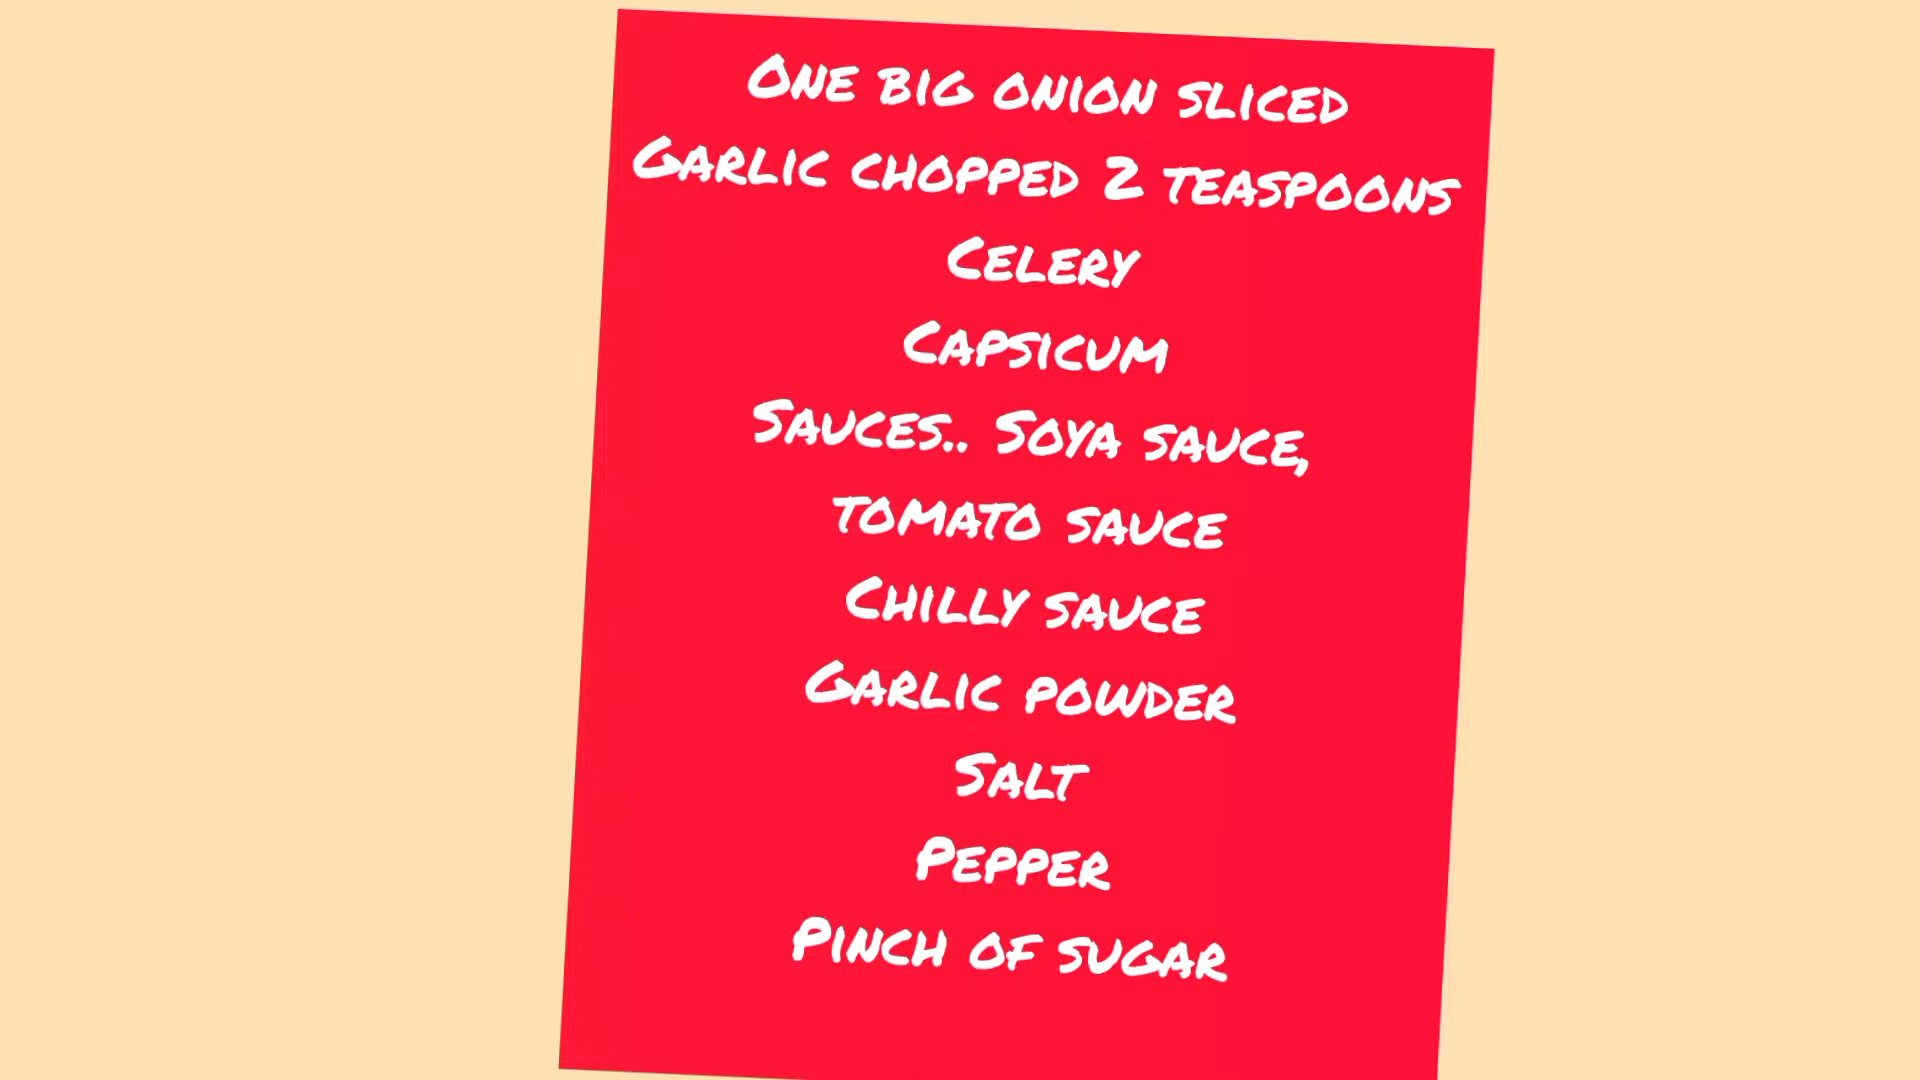 One big onion sliced
Garlic chopped 2 teaspoons
Celery
Capsicum
Sauces.. Soya sauce,
tomato sauce
Chilly sauce
Garlic powder
Salt
Pepper
Pinch of sugar